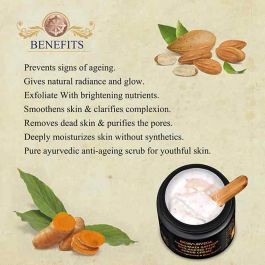 BENEFITS
Prevents signs of ageing.
Gives natural radiance and glow.
Exfoliate With brightening nutrients.
Smoothens skin & clarifies complexion.
Removes dead skin & purifies the pores.
Deeply moisturizes skin without synthetics.
Pure ayurvedic anti-ageing scrub for youthful skin.